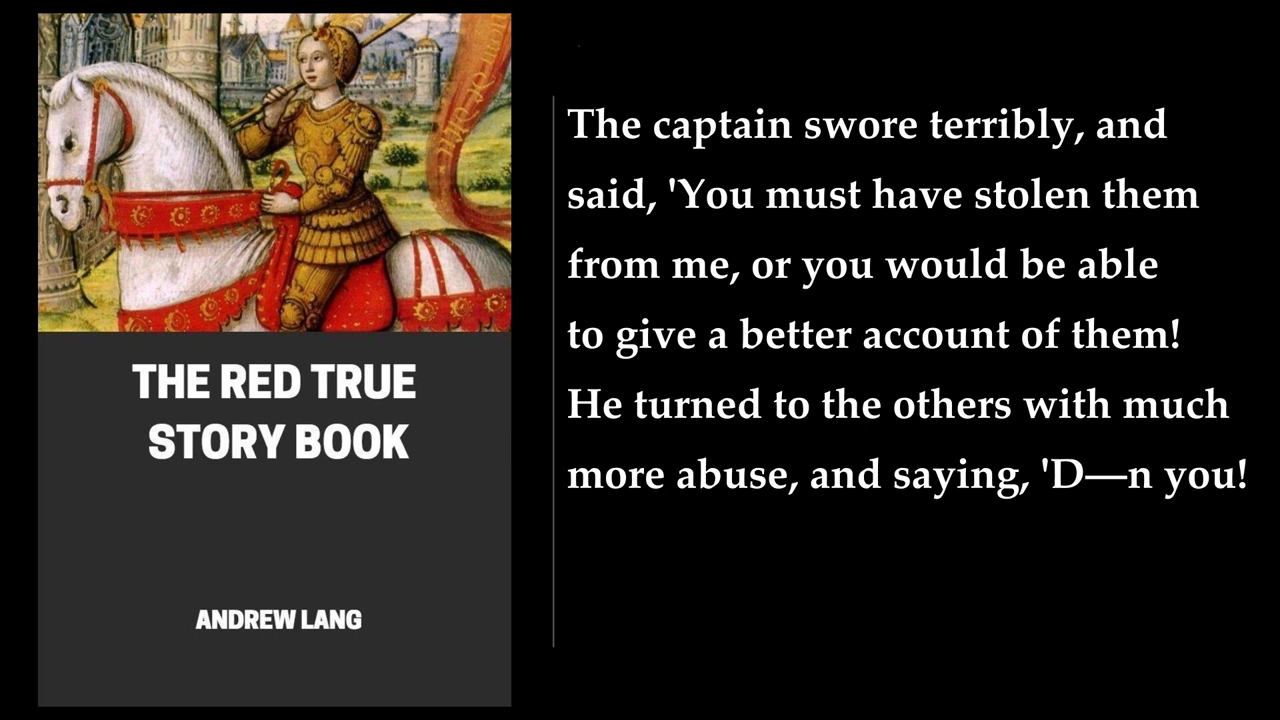 THE RED TRUE
STORY BOOK
ANDREW LANG
The captain swore terribly, and
said, 'You must have stolen them
from me, or you would be able
to give a better account of them!
He turned to the others with much
more abuse, and saying, 'D—n you!